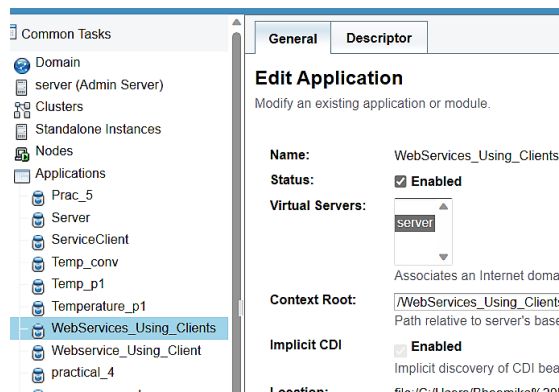 Common Tasks
Domain
server (Admin Server)
Clusters
Standalone Instances
Nodes
Applications
Prac_5
Server
ServiceClient
Temp_conv
Temp_p1
Temperature_p1
WebServices_Using_Clients
Webservice_Using_Client
practical_4
General
Descriptor
Edit Application
Modify an existing application or module.
Name: WebServices_Using_Clients
Status: Enabled
Virtual Servers:
server
Associates an Internet doma
Context Root: /WebServices_Using_Clients
Path relative to server's base
Implicit CDI Enabled
Implicit discovery of CDI bea